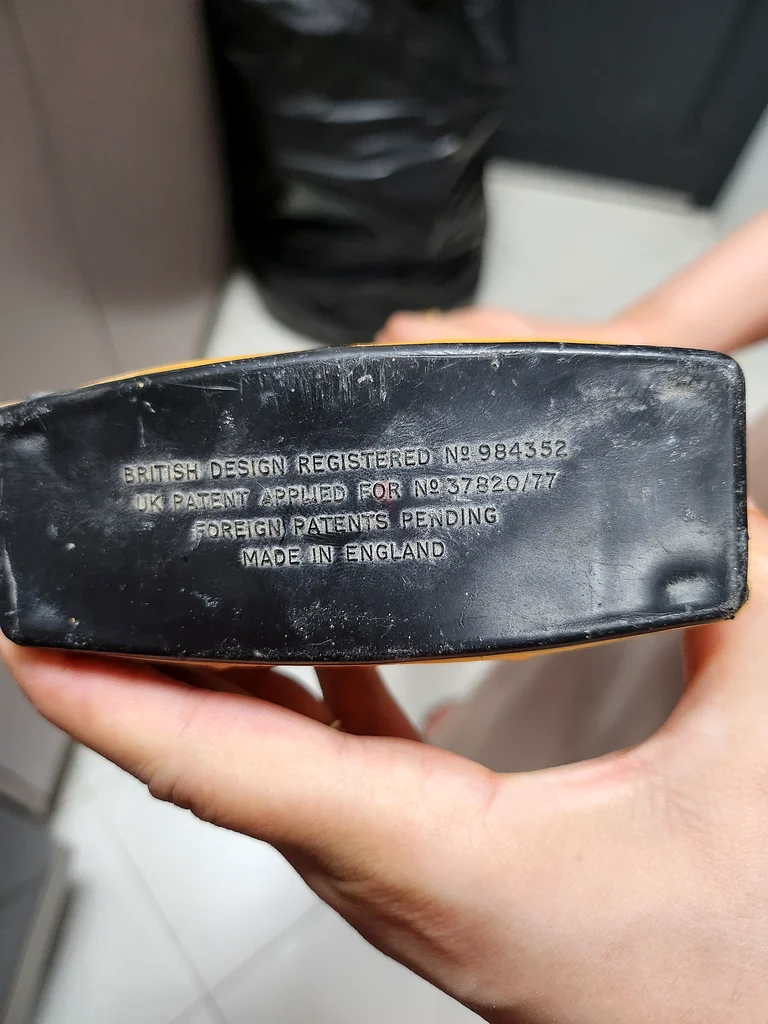 BRITISH DESIGN REGISTERED Nº 984352
UK PATENT APPLIED FOR Nº 37820/77
FOREIGN PATENTS PENDING
MADE IN ENGLAND